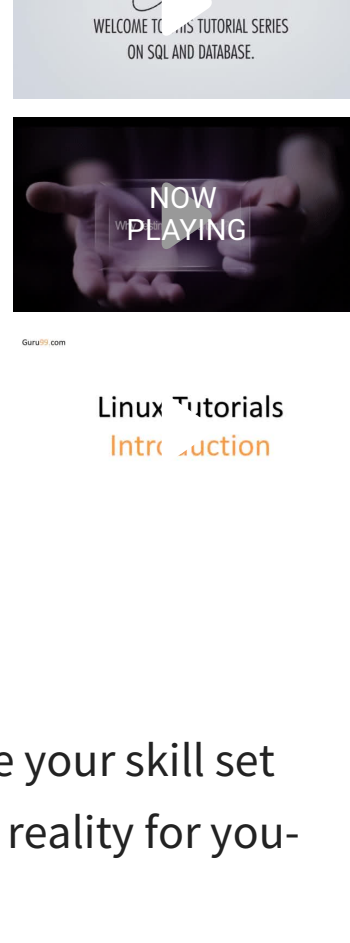 WELCOME TO THIS TUTORIAL SERIES
ON SQL AND DATABASE.
NOW
PLAYING
Guru99.com
Linux Tutorials
Introduction
e your skill set
reality for you-